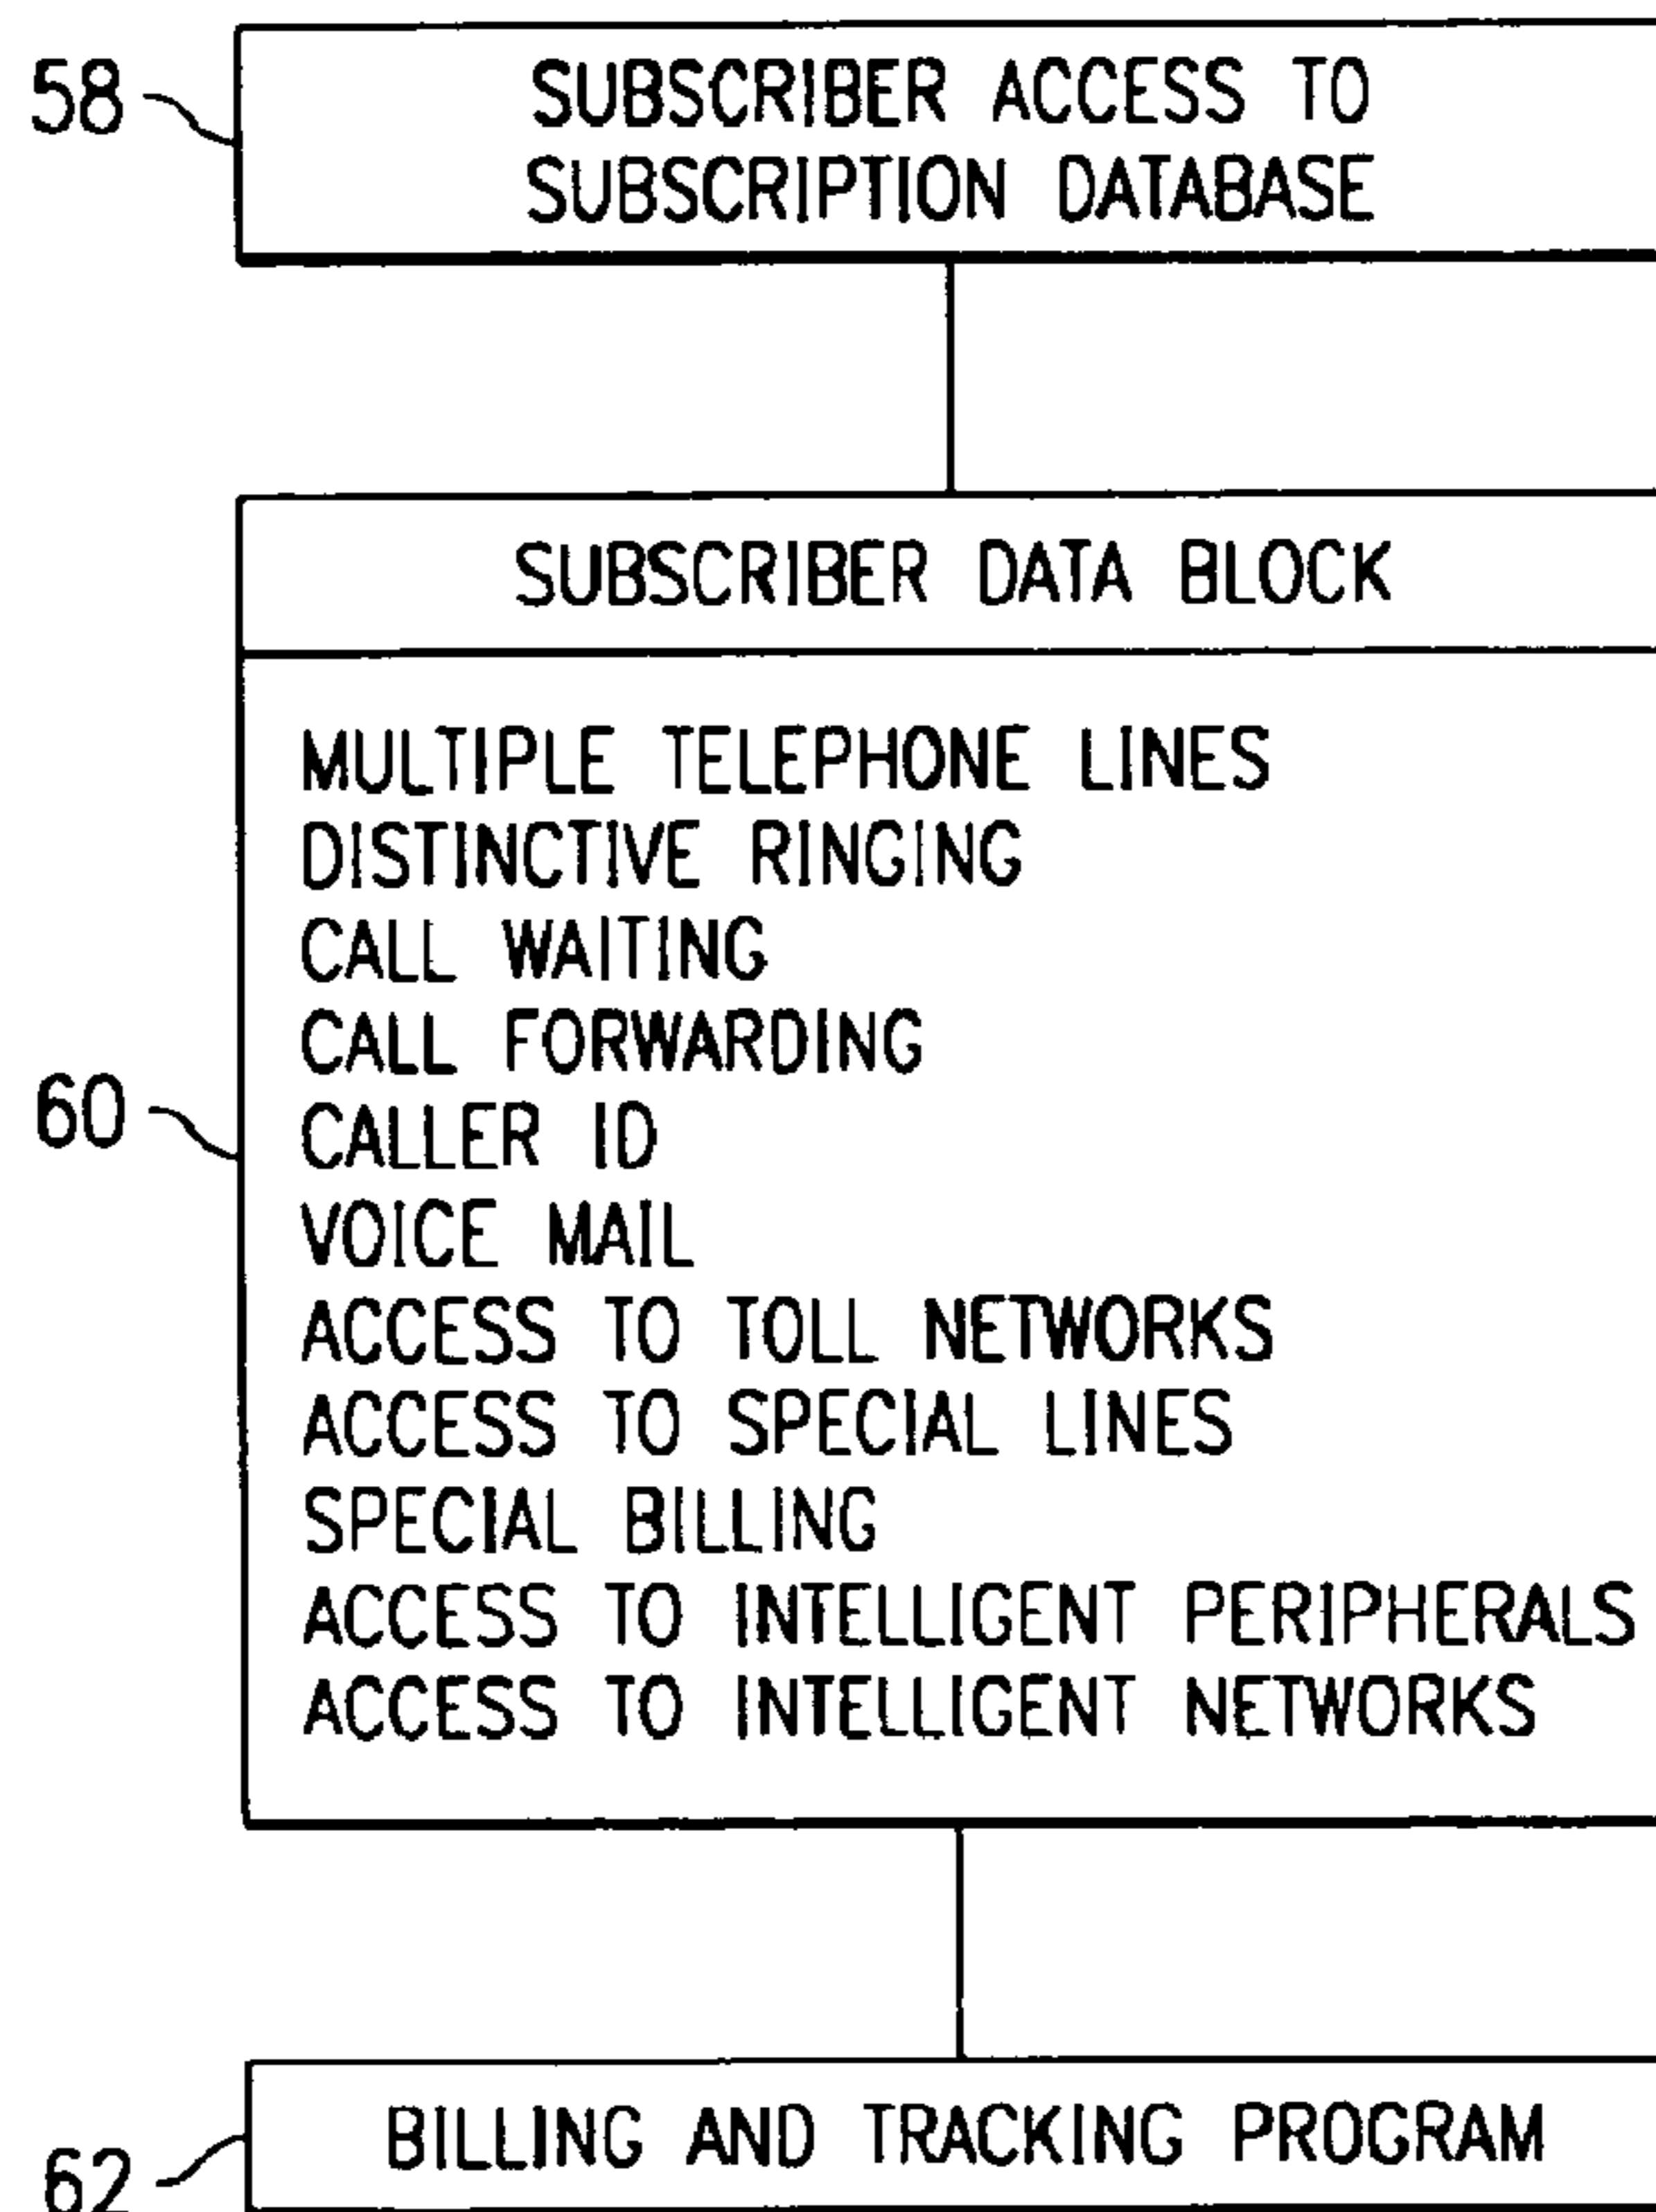 58
SUBSCRIBER ACCESS TO
SUBSCRIPTION DATABASE
SUBSCRIBER DATA BLOCK
60
MULTIPLE TELEPHONE LINES
DISTINCTIVE RINGING
CALL WAITING
CALL FORWARDING
CALLER ID
VOICE MAIL
ACCESS TO TOLL NETWORKS
ACCESS TO SPECIAL LINES
SPECIAL BILLING
ACCESS TO INTELLIGENT PERIPHERALS
ACCESS TO INTELLIGENT NETWORKS
62
BILLING AND TRACKING PROGRAM